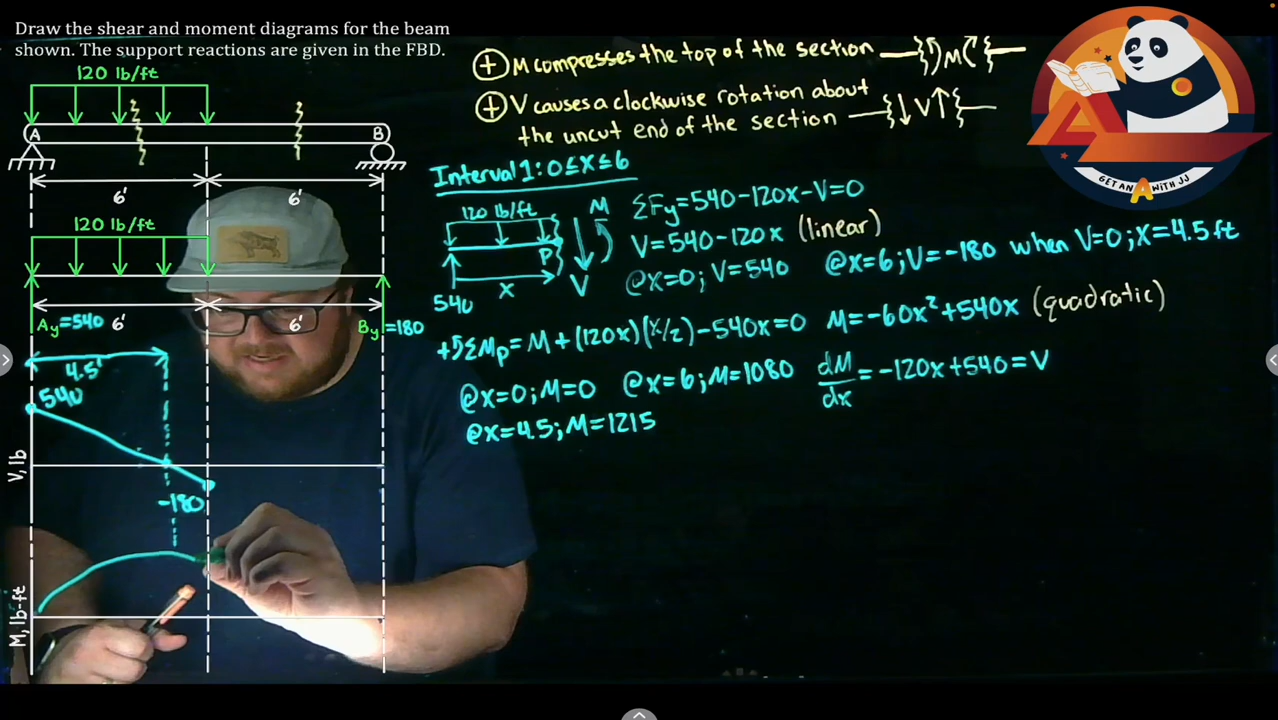 Draw the shear and moment diagrams for the beam
shown. The support reactions are given in the FBD.
120 lb/ft
A
B
6'
6'
120 lb/ft
6'
6'
Ay=540
By=180
4.5'
540
V, lb
-180
M, lb-ft
(+) M compresses the top of the section
M
(+) V causes a clockwise rotation about
the uncut end of the section
V
Interval 1: 0≤x≤6
120 lb/ft
M
P
540
x
V
ΣFy=540-120x-V=0
V=540-120x (linear)
@x=0; V=540 @x=6; V=-180 when V=0; x=4.5 ft
+↺ΣMp=M+(120x)(x/2)-540x=0 M=-60x²+540x (quadratic)
@x=0; M=0 @x=6; M=1080 dM/dx=-120x+540=V
@x=4.5; M=1215
GET AN A WITH JJ